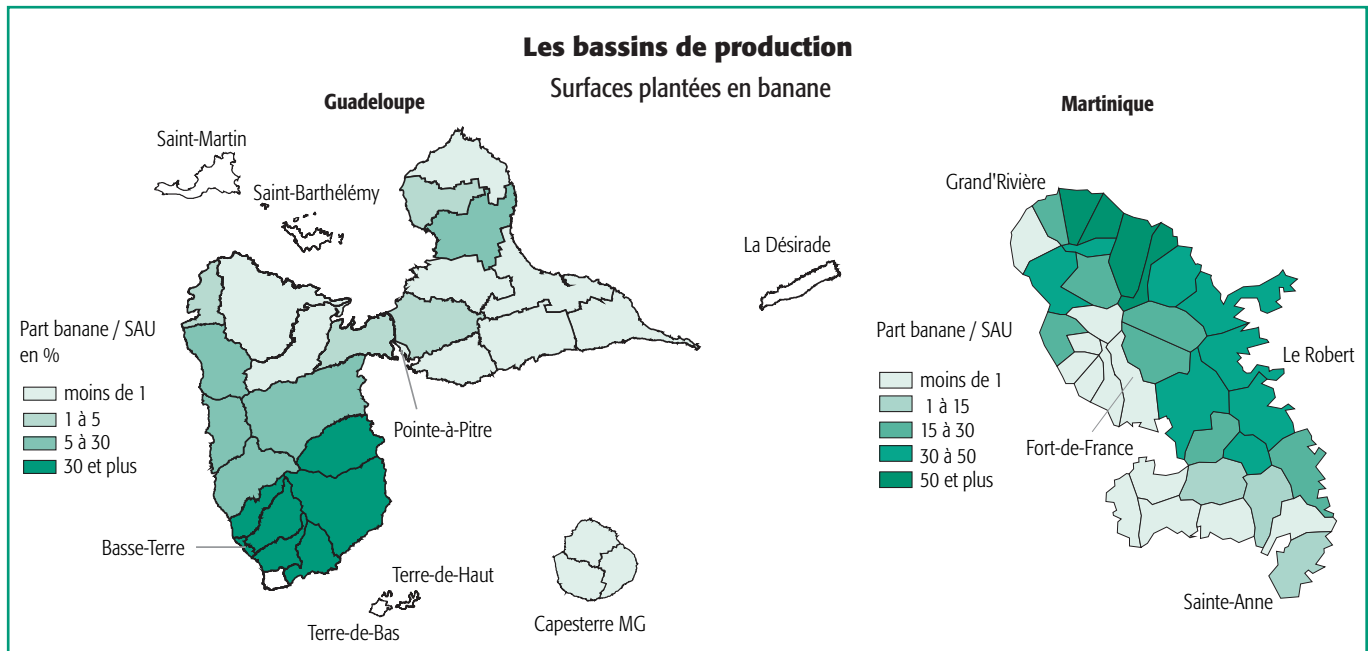 Les bassins de production
Surfaces plantées en banane
Guadeloupe
Saint-Martin
Saint-Barthélémy
La Désirade
Part banane / SAU
en %
moins de 1
1 à 5
5 à 30
30 et plus
Pointe-à-Pitre
Basse-Terre
Terre-de-Haut
Terre-de-Bas
Capesterre MG
Martinique
Grand'Rivière
Part banane / SAU
moins de 1
1 à 15
15 à 30
30 à 50
50 et plus
Le Robert
Fort-de-France
Sainte-Anne